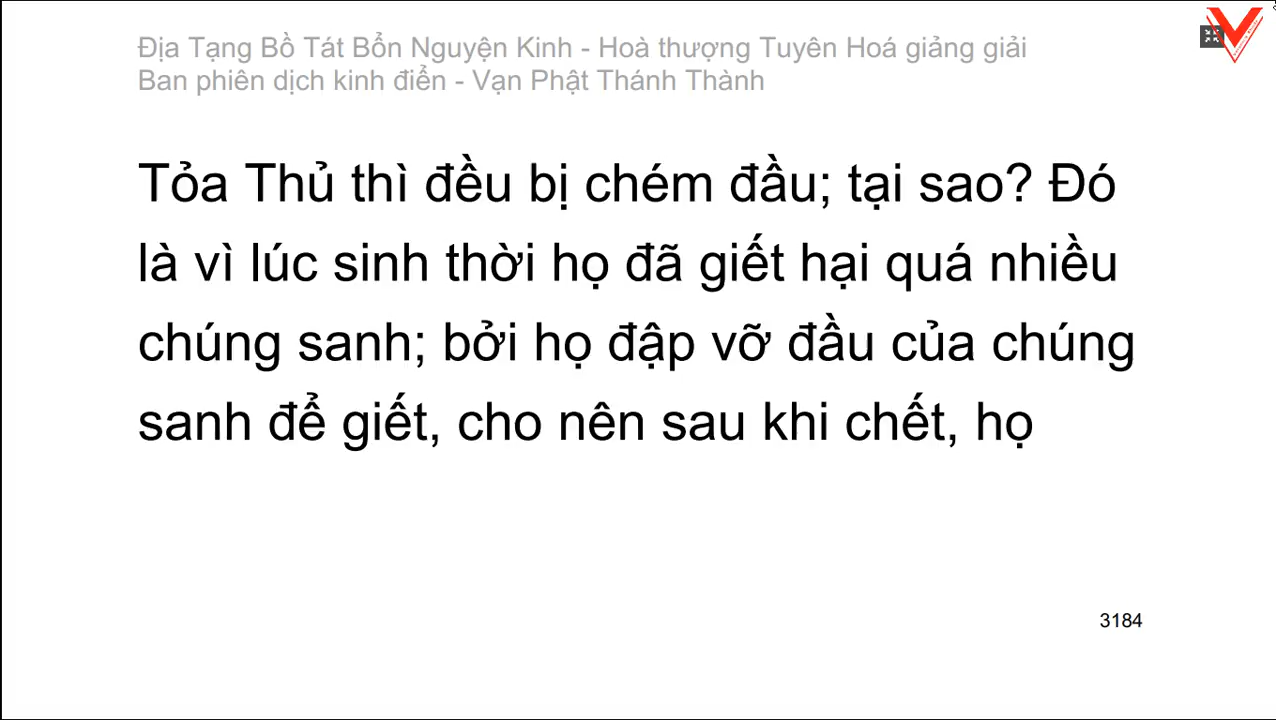 Địa Tạng Bồ Tát Bổn Nguyện Kinh - Hoà thượng Tuyên Hoá giảng giải
Ban phiên dịch kinh điển - Vạn Phật Thánh Thành
Tỏa Thủ thì đều bị chém đầu; tại sao? Đó
là vì lúc sinh thời họ đã giết hại quá nhiều
chúng sanh; bởi họ đập vỡ đầu của chúng
sanh để giết, cho nên sau khi chết, họ
3184